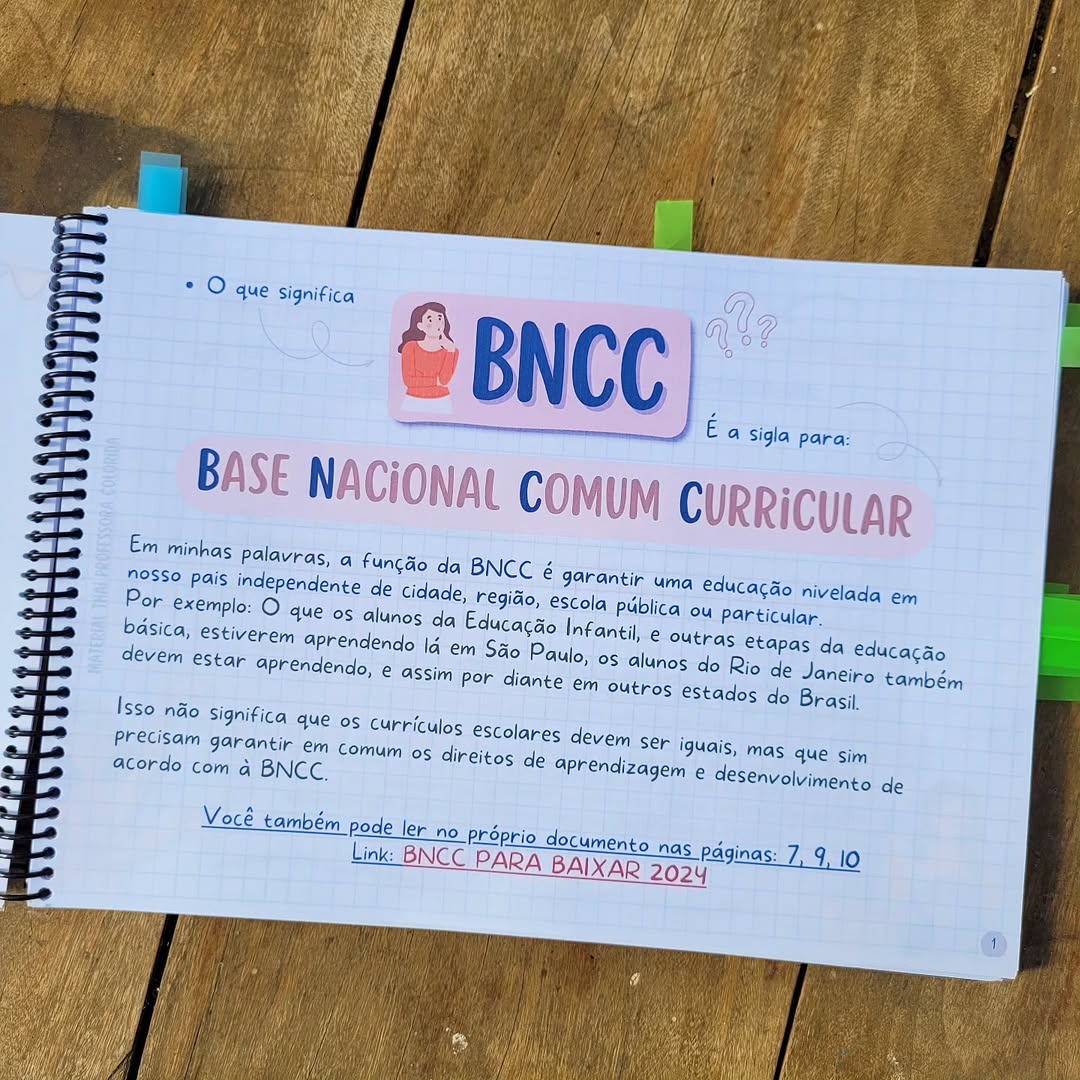 • O que significa
BNCC
???
É a sigla para:
BASE NACiONAL COMUM CURRiCULAR
Em minhas palavras, a função da BNCC é garantir uma educação nivelada em
nosso pais independente de cidade, região, escola pública ou particular.
Por exemplo: O que os alunos da Educação Infantil, e outras etapas da educação
básica, estiverem aprendendo lá em São Paulo, os alunos do Rio de Janeiro também
devem estar aprendendo, e assim por diante em outros estados do Brasil.
Isso não significa que os currículos escolares devem ser iguais, mas que sim
precisam garantir em comum os direitos de aprendizagem e desenvolvimento de
acordo com à BNCC.
Você também pode ler no próprio documento nas páginas: 7, 9, 10
Link: BNCC PARA BAIXAR 2024
MATERIAL THAI PROFESSORA COLORIDA
1